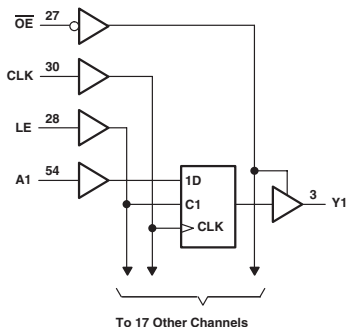 OE 27
CLK 30
LE 28
A1 54
1D
C1
CLK
3 Y1
To 17 Other Channels